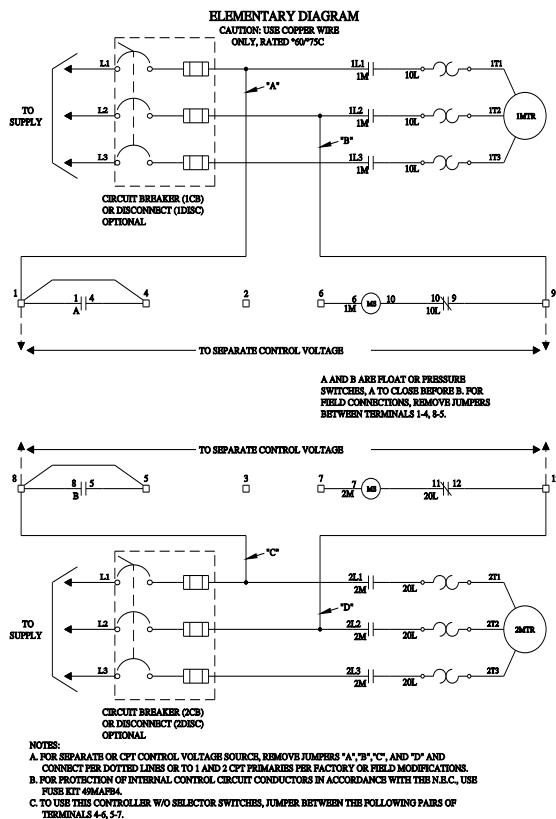 ELEMENTARY DIAGRAM
CAUTION: USE COPPER WIRE
ONLY, RATED °60/°75C
L1
1L1
1M
10L
1T1
"A"
TO
SUPPLY
L2
1L2
1M
10L
1T2
1MTR
"B"
L3
1L3
1M
10L
1T3
CIRCUIT BREAKER (1CB)
OR DISCONNECT (1DISC)
OPTIONAL
1
1
4
A
4
2
6
6
1M
MS
10
10
9
10L
9
TO SEPARATE CONTROL VOLTAGE
A AND B ARE FLOAT OR PRESSURE
SWITCHES, A TO CLOSE BEFORE B. FOR
FIELD CONNECTIONS, REMOVE JUMPERS
BETWEEN TERMINALS 1-4, 8-5.
TO SEPARATE CONTROL VOLTAGE
8
8
5
B
5
3
7
7
2M
MS
11
12
20L
1
"C"
L1
2L1
2M
20L
2T1
"D"
TO
SUPPLY
L2
2L2
2M
20L
2T2
2MTR
L3
2L3
2M
20L
2T3
CIRCUIT BREAKER (2CB)
OR DISCONNECT (2DISC)
OPTIONAL
NOTES:
A. FOR SEPARATE OR CPT CONTROL VOLTAGE SOURCE, REMOVE JUMPERS "A","B","C", AND "D" AND
CONNECT PER DOTTED LINES OR TO 1 AND 2 CPT PRIMARIES PER FACTORY OR FIELD MODIFICATIONS.
B. FOR PROTECTION OF INTERNAL CONTROL CIRCUIT CONDUCTORS IN ACCORDANCE WITH THE N.E.C., USE
FUSE KIT 49MAFB4.
C. TO USE THIS CONTROLLER W/O SELECTOR SWITCHES, JUMPER BETWEEN THE FOLLOWING PAIRS OF
TERMINALS 4-6, 5-7.